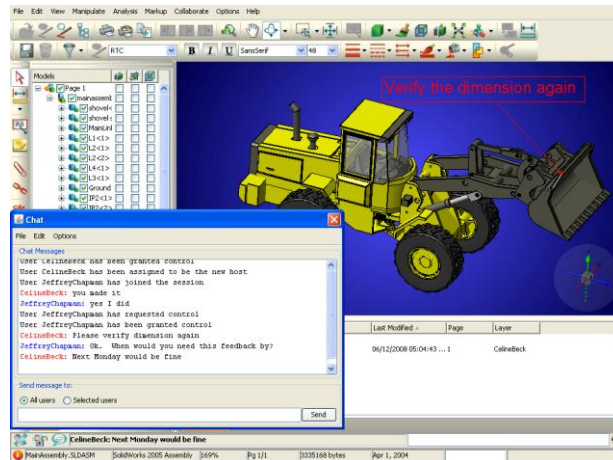 File Edit View Manipulate Analysis Markup Collaborate Options Help
RTC B I U SansSerif 48
Models
Page 1
mainassemb
shovel<
shovel s
MainLinl
L1<1>
L2<1>
L2<2>
L4<1>
L3<1>
Ground
JP2<1>
JP2<2>
Verify the dimension again
Chat
File Edit Options
Chat Messages
User CelineBeck has been granted control
User CelineBeck has been assigned to be the new host
User JeffreyChapman has joined the session
CelineBeck: you made it
JeffreyChapman: yes I did
User JeffreyChapman has requested control
User JeffreyChapman has been granted control
CelineBeck: Please verify dimension again
JeffreyChapman: Ok. When would you need this feedback by?
CelineBeck: Next Monday would be fine
Send message to:
All users Selected users
Send
Last Modified Page Layer
06/12/2008 05:04:43 ... 1 CelineBeck
CelineBeck: Next Monday would be fine
MainAssembly.SLDASM SolidWorks 2005 Assembly 169% Pg 1/1 3335168 bytes Apr 1, 2004